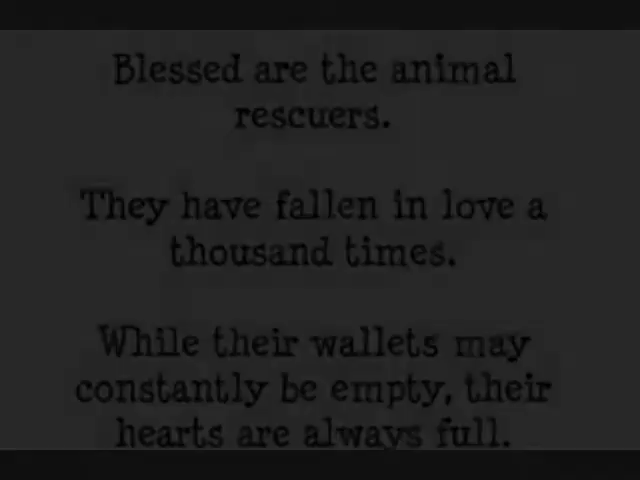 Blessed are the animal
rescuers.
They have fallen in love a
thousand times.
While their wallets may
constantly be empty, their
hearts are always full.